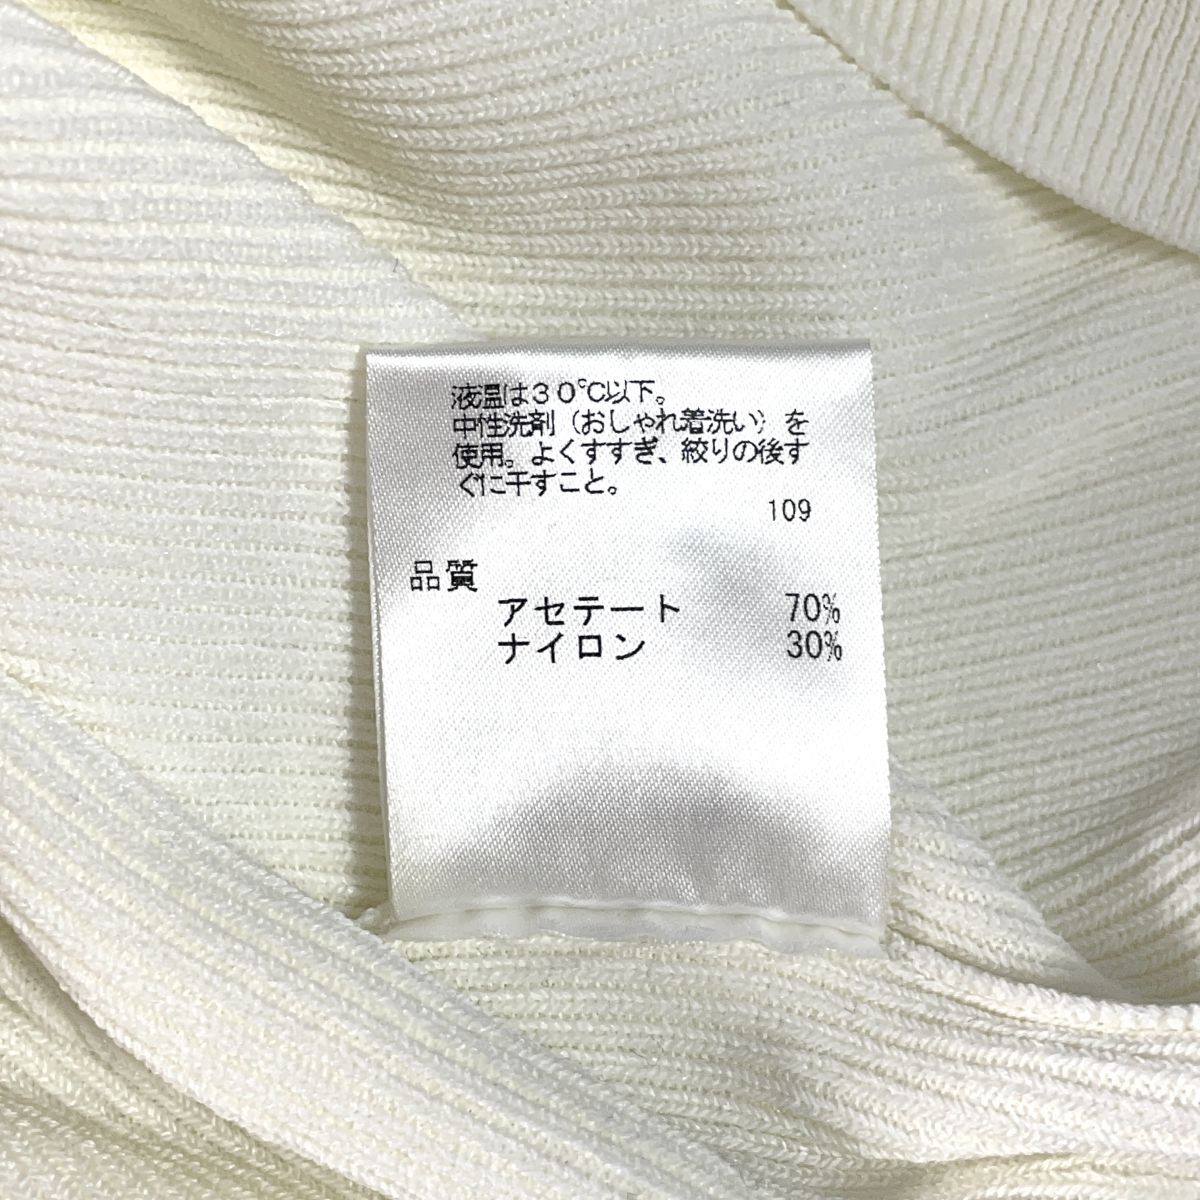 液温は30℃以下。
中性洗剤（おしゃれ着洗い）を
使用。よくすすぎ、絞りの後す
ぐに干すこと。
109
品質
アセテート 70%
ナイロン 30%